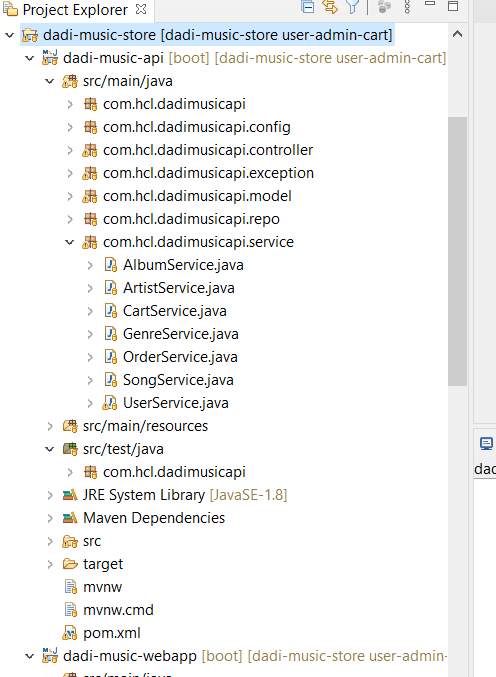 Project Explorer
dadi-music-store [dadi-music-store user-admin-cart]
dadi-music-api [boot] [dadi-music-store user-admin-cart]
src/main/java
com.hcl.dadimusicapi
com.hcl.dadimusicapi.config
com.hcl.dadimusicapi.controller
com.hcl.dadimusicapi.exception
com.hcl.dadimusicapi.model
com.hcl.dadimusicapi.repo
com.hcl.dadimusicapi.service
AlbumService.java
ArtistService.java
CartService.java
GenreService.java
OrderService.java
SongService.java
UserService.java
src/main/resources
src/test/java
com.hcl.dadimusicapi
JRE System Library [JavaSE-1.8]
Maven Dependencies
src
target
mvnw
mvnw.cmd
pom.xml
dadi-music-webapp [boot] [dadi-music-store user-admin-